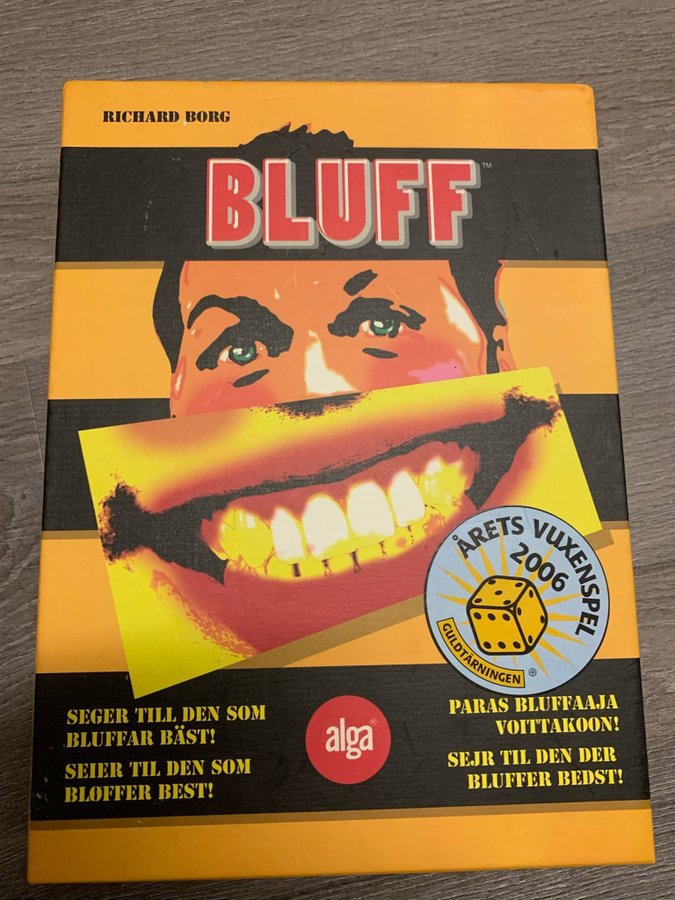 RICHARD BORG
BLUFF™
ÅRETS VUXENSPEL
2006
GULDTÄRNINGEN ®
SEGER TILL DEN SOM
BLUFFAR BÄST!
SEIER TIL DEN SOM
BLØFFER BEST!
alga®
PARAS BLUFFAAJA
VOITTAKOON!
SEJR TIL DEN DER
BLUFFER BEDST!